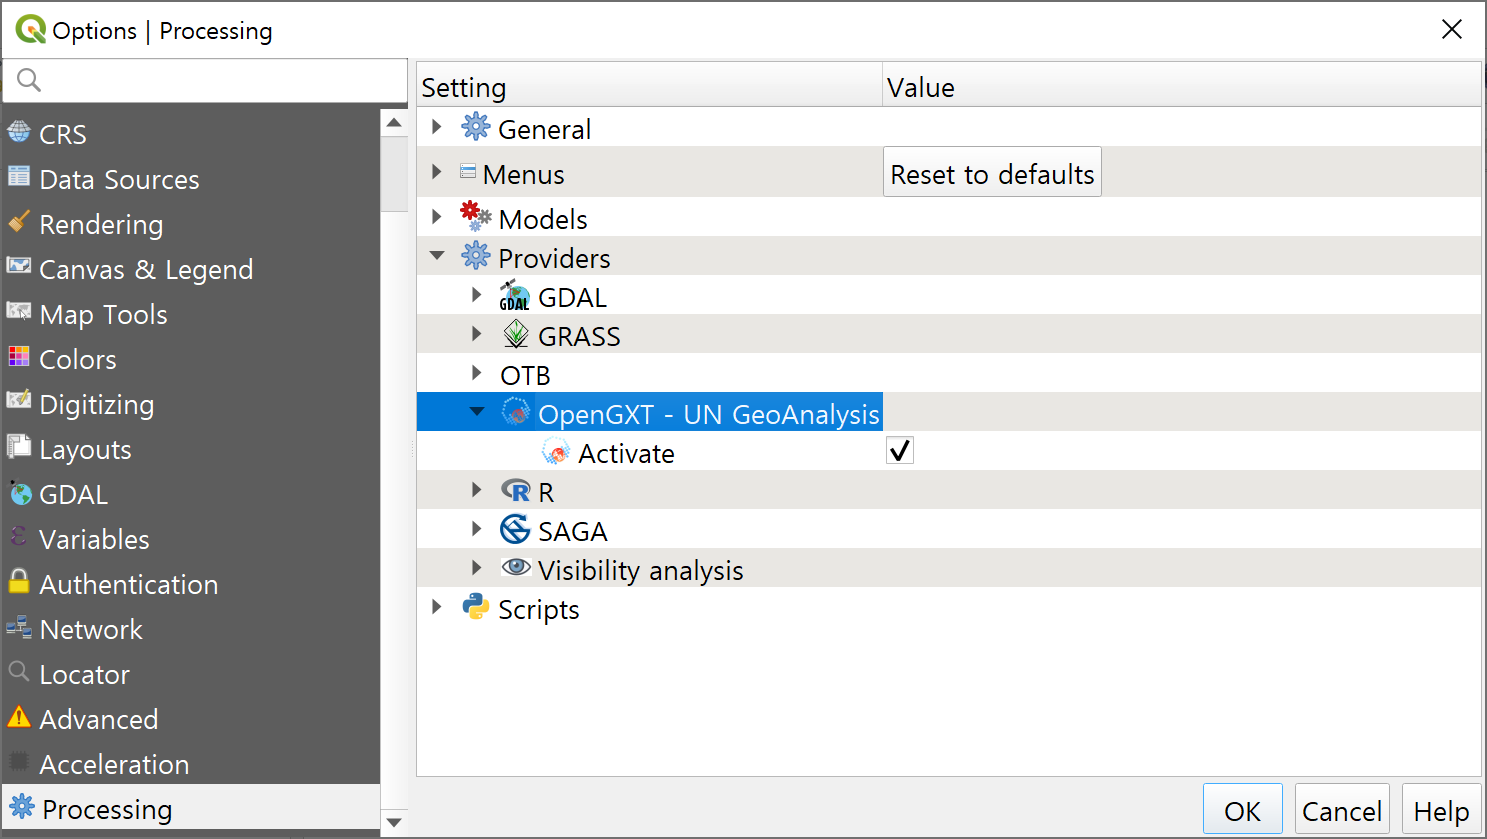 Options | Processing
CRS
Data Sources
Rendering
Canvas & Legend
Map Tools
Colors
Digitizing
Layouts
GDAL
Variables
Authentication
Network
Locator
Advanced
Acceleration
Processing
Setting Value
General
Menus Reset to defaults
Models
Providers
GDAL GDAL
GRASS
OTB
OpenGXT - UN GeoAnalysis
Activate
R R
SAGA
Visibility analysis
Scripts
OK Cancel Help